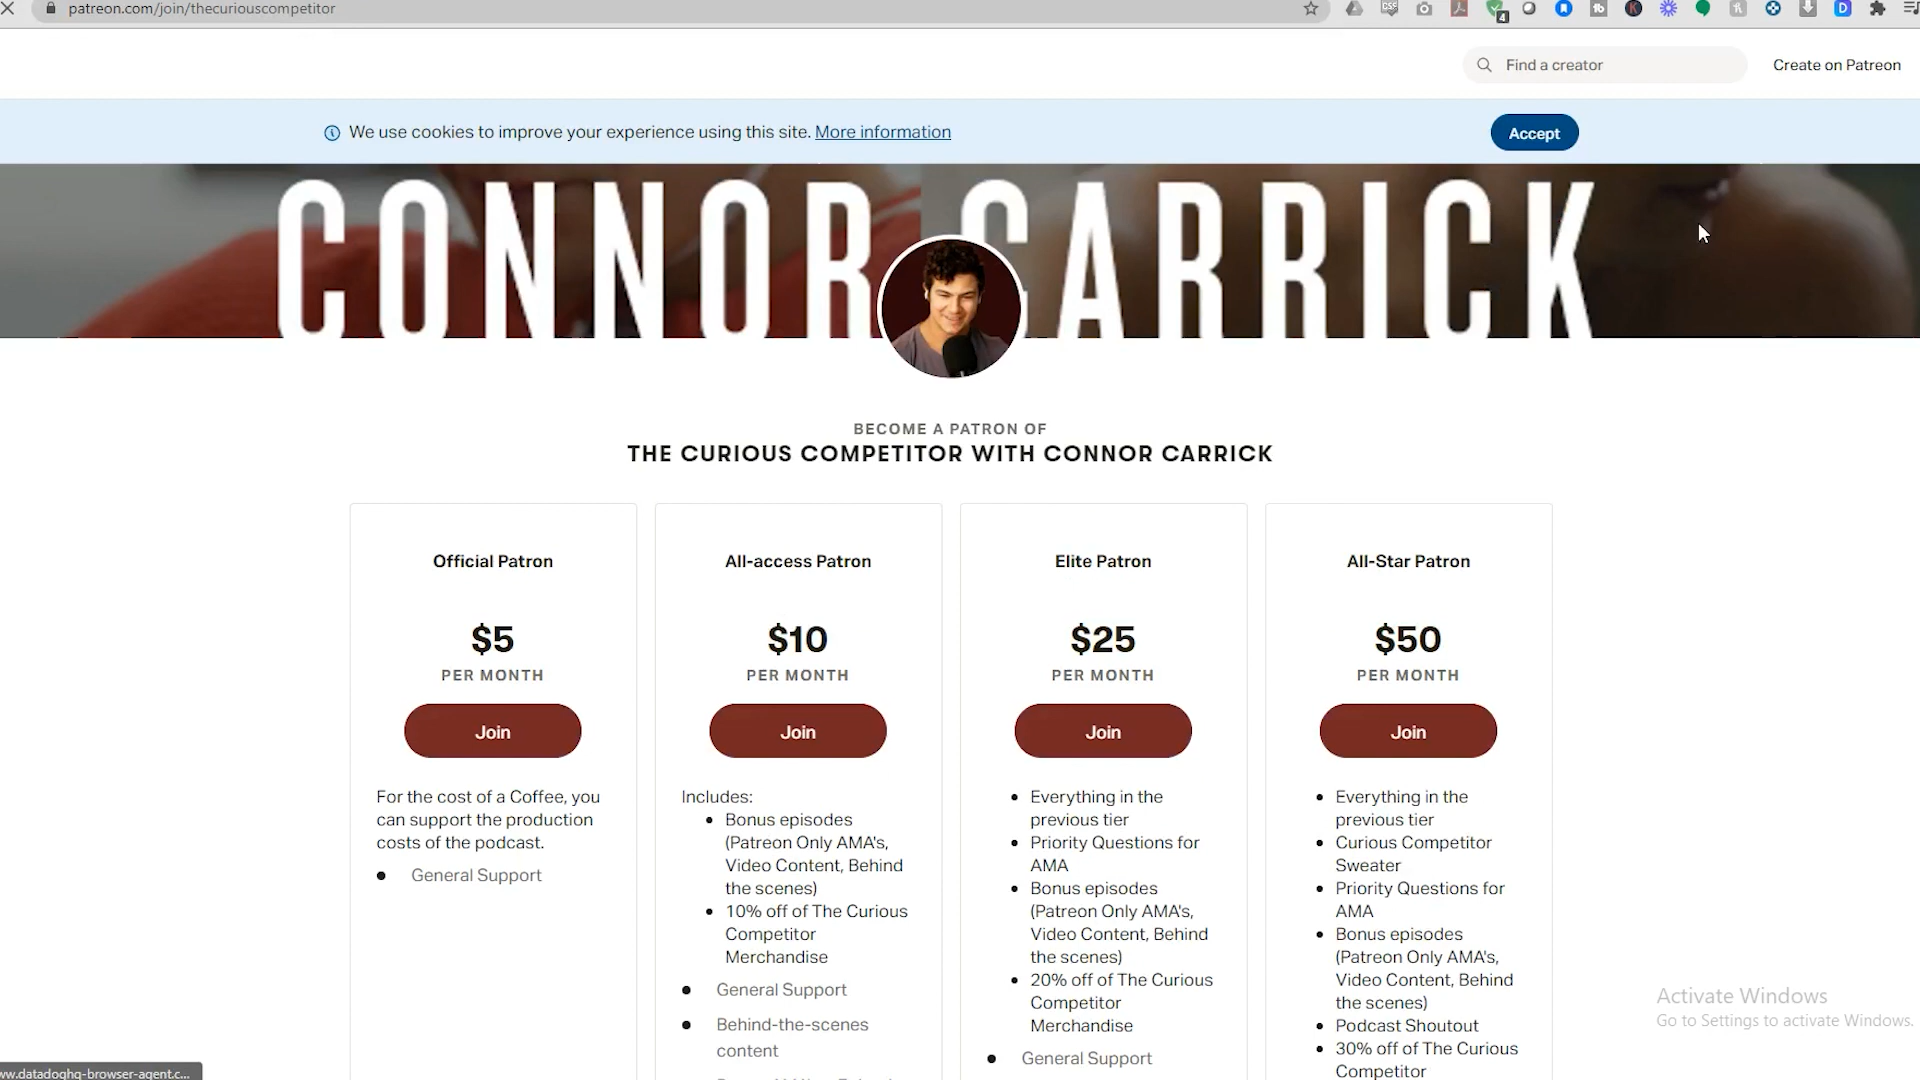 patreon.com/join/thecuriouscompetitor
CSF
4
Find a creator
Create on Patreon
We use cookies to improve your experience using this site. More information
Accept
CONNOR CARRICK
BECOME A PATRON OF
THE CURIOUS COMPETITOR WITH CONNOR CARRICK
Official Patron
$5
PER MONTH
Join
For the cost of a Coffee, you
can support the production
costs of the podcast.
General Support
All-access Patron
$10
PER MONTH
Join
Includes:
Bonus episodes
(Patreon Only AMA's,
Video Content, Behind
the scenes)
10% off of The Curious
Competitor
Merchandise
General Support
Behind-the-scenes
content
Elite Patron
$25
PER MONTH
Join
Everything in the
previous tier
Priority Questions for
AMA
Bonus episodes
(Patreon Only AMA's,
Video Content, Behind
the scenes)
20% off of The Curious
Competitor
Merchandise
General Support
All-Star Patron
$50
PER MONTH
Join
Everything in the
previous tier
Curious Competitor
Sweater
Priority Questions for
AMA
Bonus episodes
(Patreon Only AMA's,
Video Content, Behind
the scenes)
Podcast Shoutout
30% off of The Curious
Competitor
Activate Windows
Go to Settings to activate Windows.
ww.datadoghq-browser-agent.c...